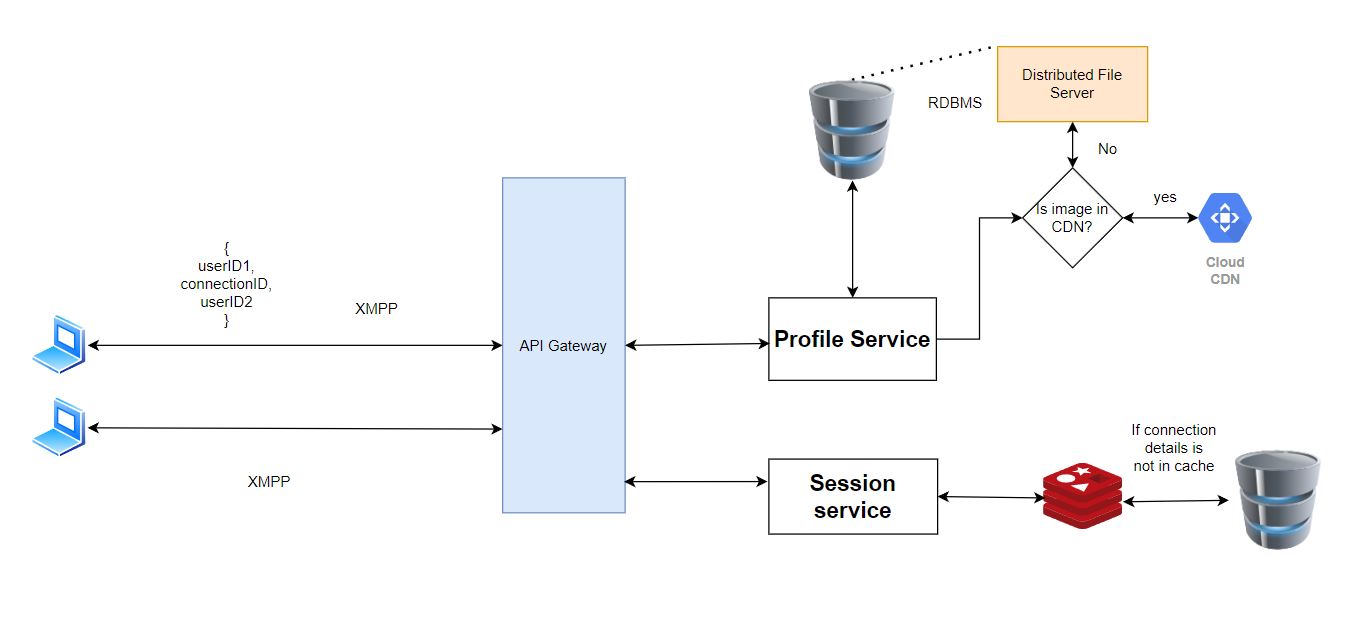 Distributed File
Server
RDBMS
No
Is image in
CDN?
yes
Cloud
CDN
{
userID1,
connectionID,
userID2
}
XMPP
API Gateway
Profile Service
XMPP
Session
service
If connection
details is
not in cache